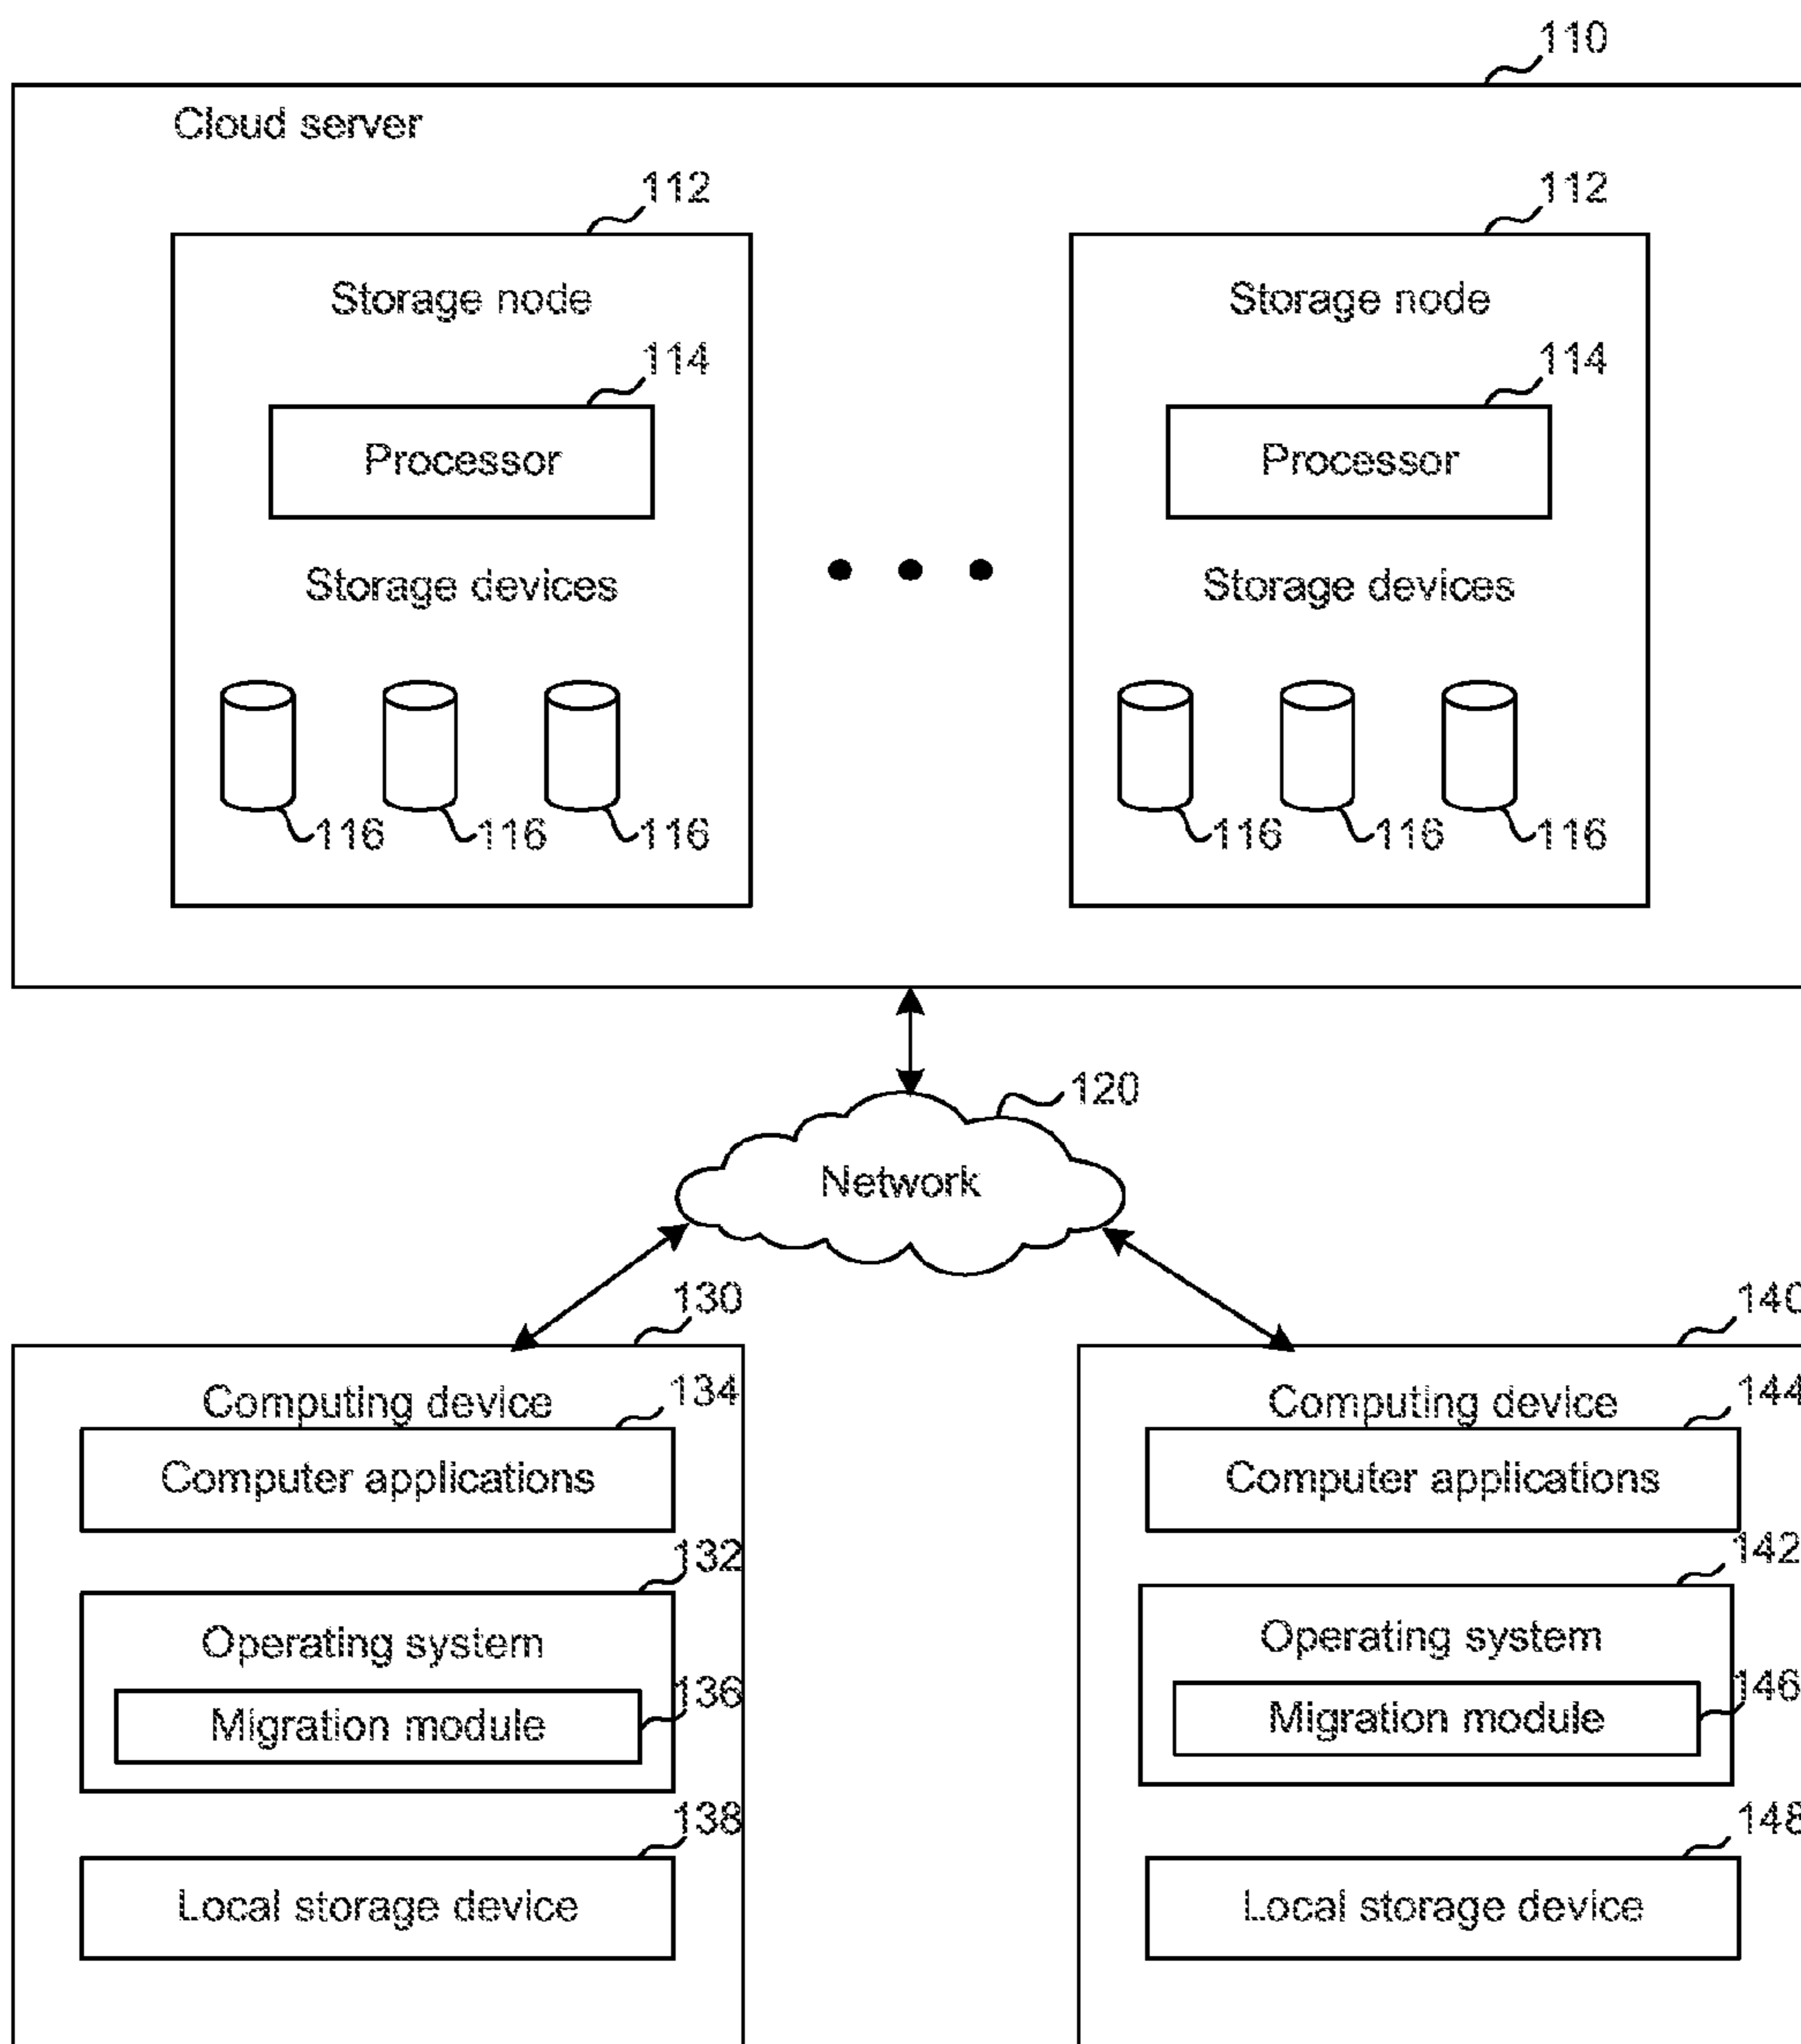 110
Cloud server
112 112
Storage node Storage node
114 114
Processor Processor
Storage devices Storage devices
116 116 116 116 116 116
120
Network
130 140
Computing device Computing device
134 144
Computer applications Computer applications
132 142
Operating system Operating system
136 146
Migration module Migration module
138 148
Local storage device Local storage device